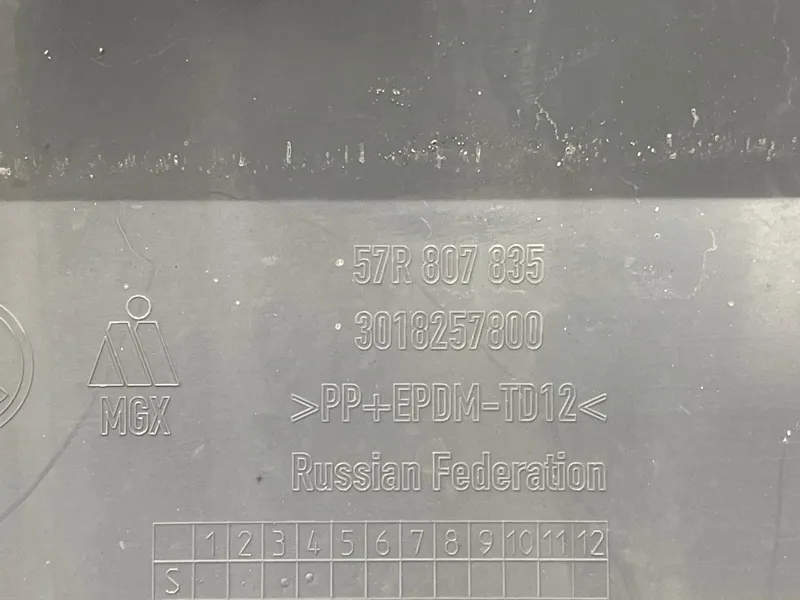 57R 807 835
3018257800
MGX
>PP+EPDM-TD12<
Russian Federation
1 2 3 4 5 6 7 8 9 10 11 12
S